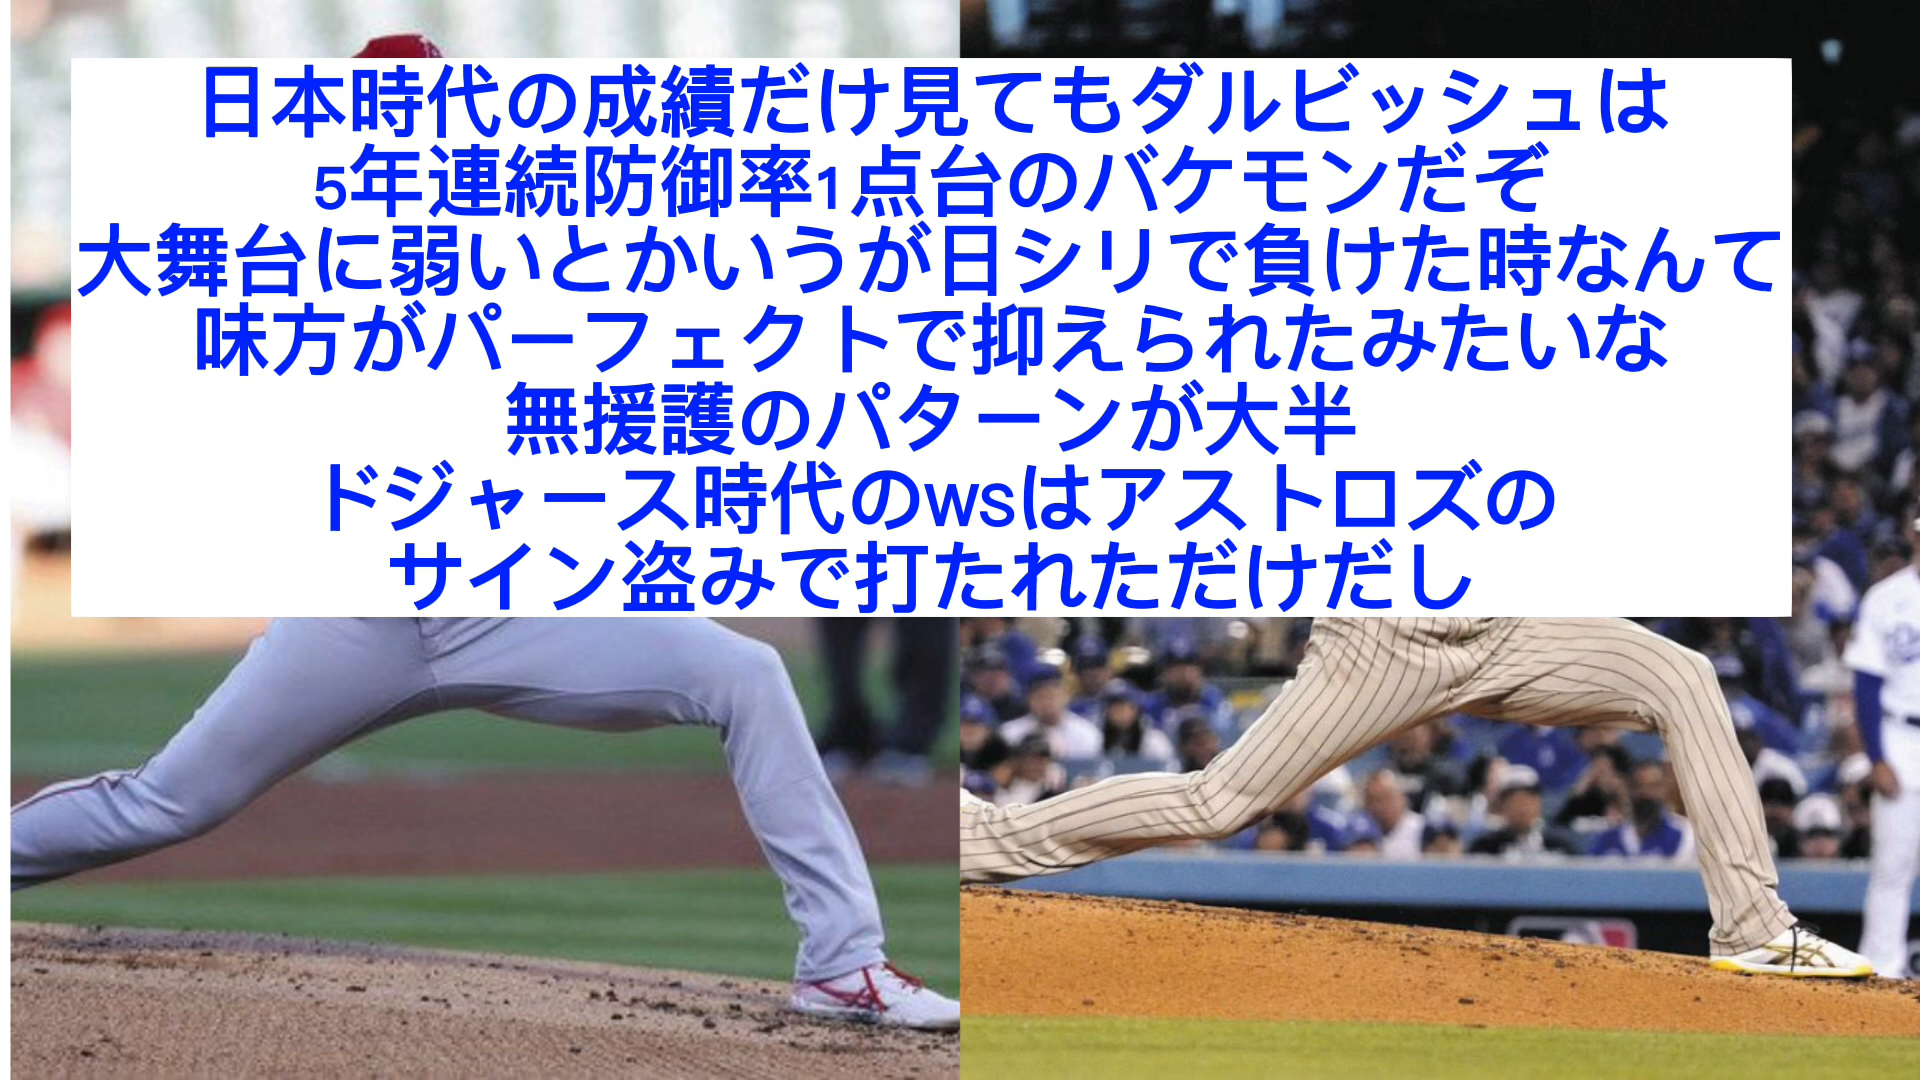 日本時代の成績だけ見てもダルビッシュは
5年連続防御率1点台のバケモンだぞ
大舞台に弱いとかいうが日シリで負けた時なんて
味方がパーフェクトで抑えられたみたいな
無援護のパターンが大半
ドジャース時代のWSはアストロズの
サイン盗みで打たれただけだし